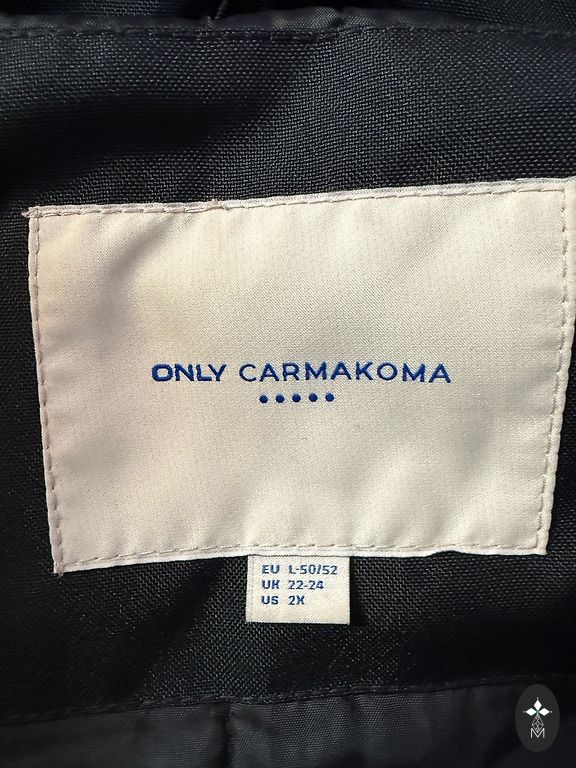 ONLY CARMAKOMA
EU L-50/52
UK 22-24
US 2X
M